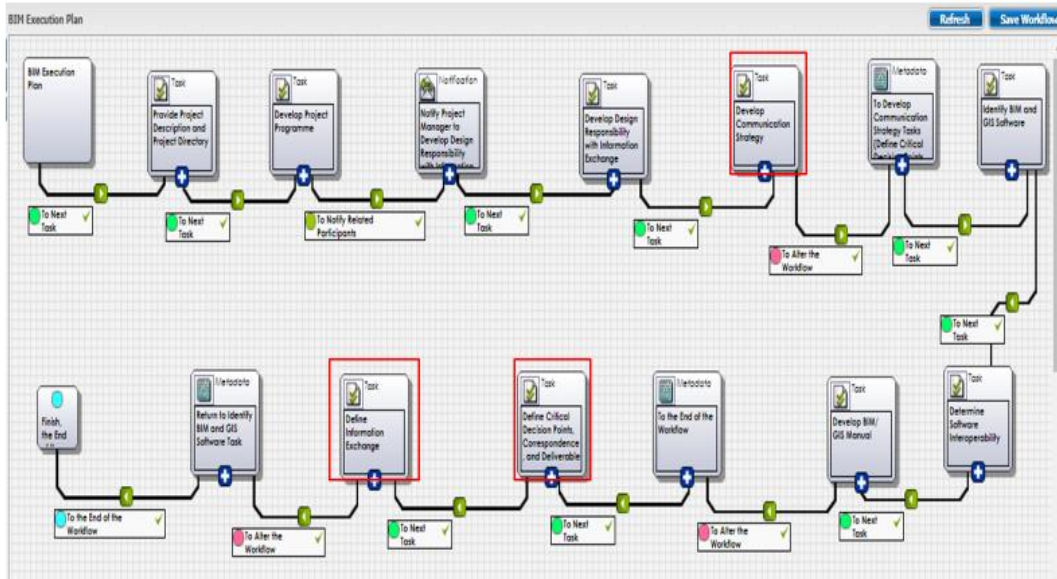 BIM Execution Plan
Refresh
Save Workflow
BIM Execution
Plan
Task
Provide Project
Description and
Project Directory
Task
Develop Project
Programme
Notification
Notify Project
Manager to
Develop Design
Responsibility
with Information
Task
Develop Design
Responsibility
with Information
Exchange
Task
Develop
Communication
Strategy
Metadata
To Develop
Communication
Strategy Tasks
(Define Critical
Decision Points
Task
Identify BIM and
GIS Software
To Next
Task
To Next
Task
To Notify Related
Participants
To Next
Task
To Next
Task
To Alter the
Workflow
To Next
Task
To Next
Task
Finish,
the End
Metadata
Return to Identify
BIM and GIS
Software Task
Task
Define
Information
Exchange
Task
Define Critical
Decision Points,
Correspondence
, and Deliverable
Metadata
To the End of the
Workflow
Task
Develop BIM/
GIS Manual
Task
Determine
Software
Interoperability
To the End of the
Workflow
To Alter the
Workflow
To Next
Task
To Next
Task
To Alter the
Workflow
To Next
Task